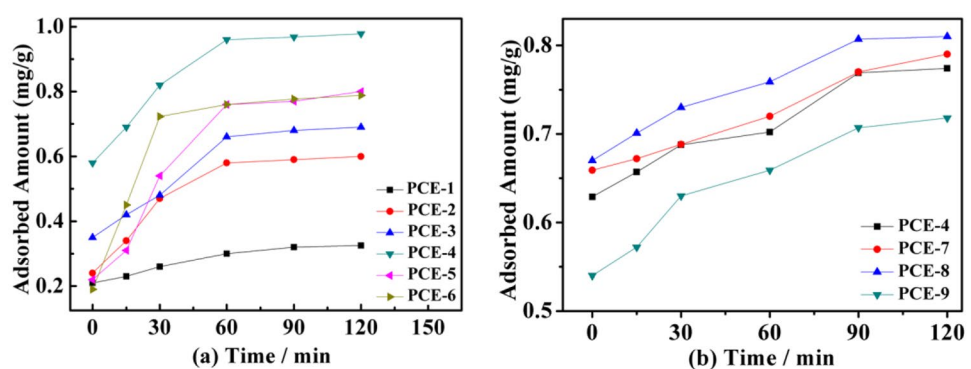 Adsorbed Amount (mg/g)
1.0
0.8
0.6
0.4
0.2
PCE-1
PCE-2
PCE-3
PCE-4
PCE-5
PCE-6
0 30 60 90 120 150
(a) Time / min
Adsorbed Amount (mg/g)
0.8
0.7
0.6
0.5
PCE-4
PCE-7
PCE-8
PCE-9
0 30 60 90 120
(b) Time / min